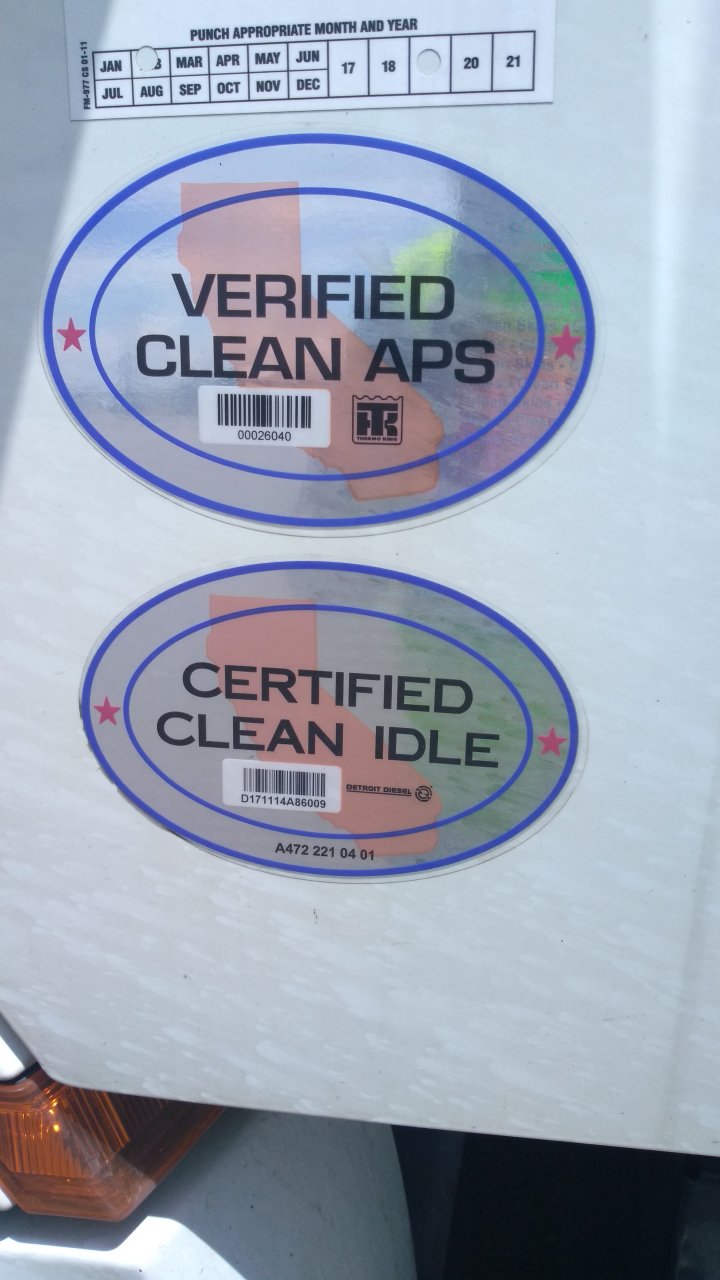 PUNCH APPROPRIATE MONTH AND YEAR
JAN MAR APR MAY JUN 17 18 20 21
JUL AUG SEP OCT NOV DEC
FM-977 CS 01-11
VERIFIED
CLEAN APS
00026040
THERMO KING
CERTIFIED
CLEAN IDLE
D171114A86009
DETROIT DIESEL
A472 221 04 01